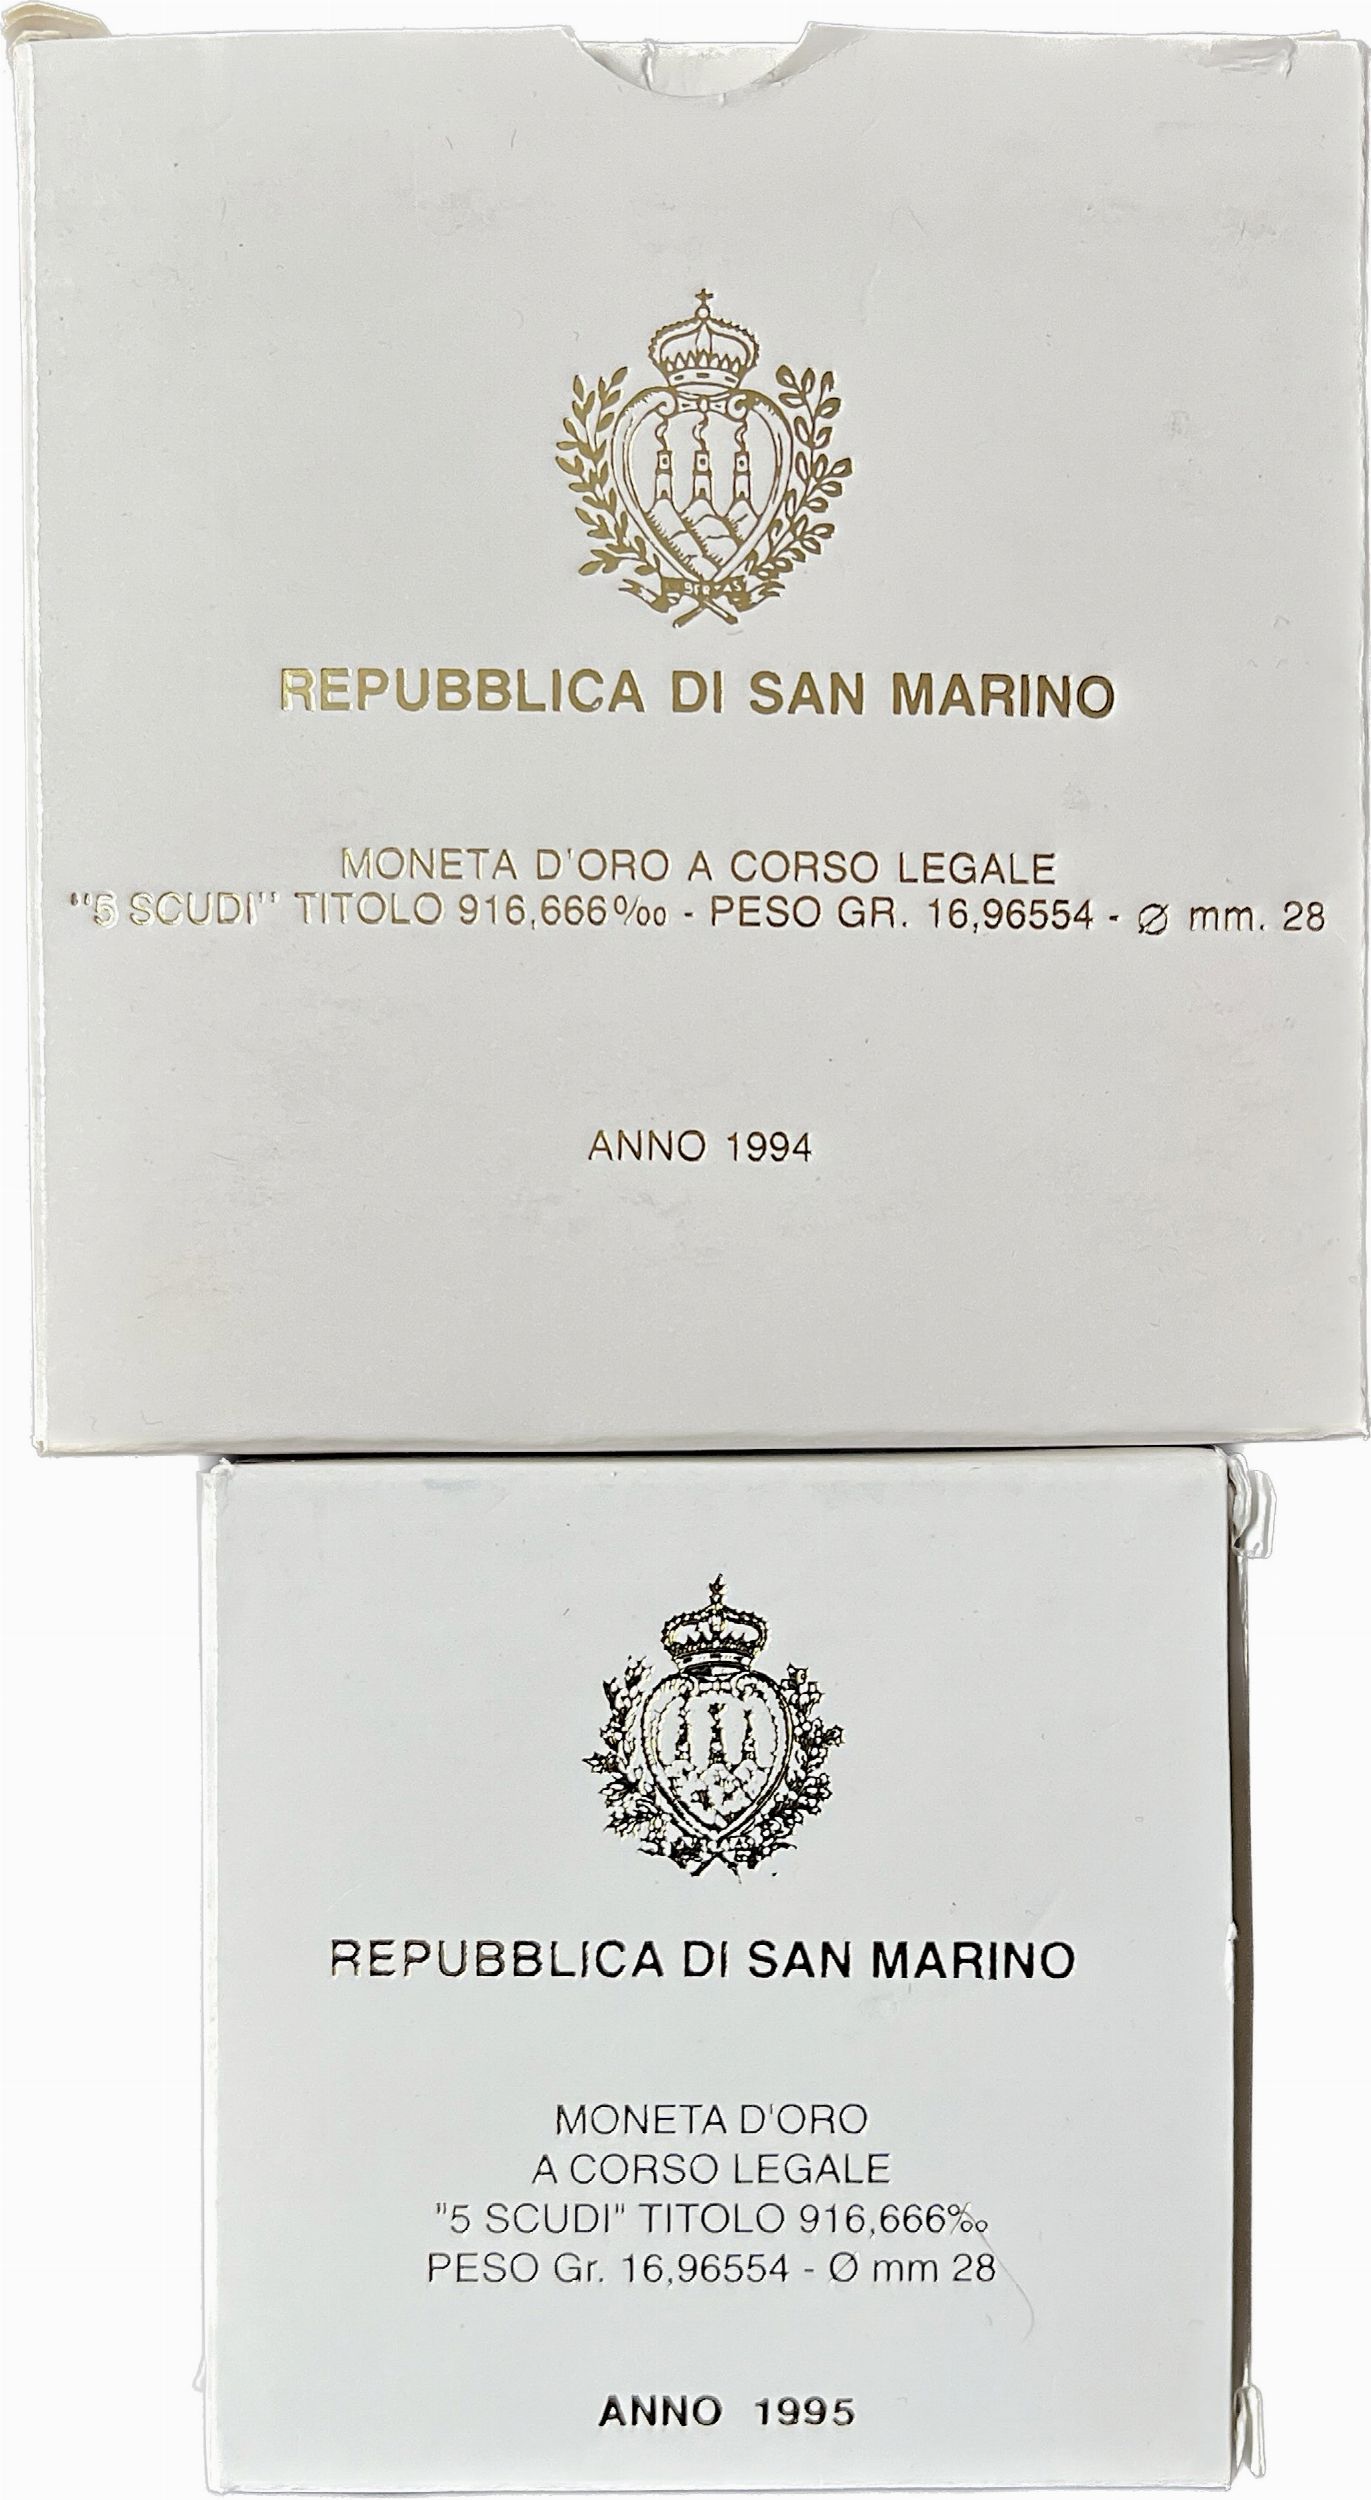 REPUBBLICA DI SAN MARINO
MONETA D'ORO A CORSO LEGALE
"5 SCUDI" TITOLO 916,666‰ - PESO GR. 16,96554 - Ø mm. 28
ANNO 1994
REPUBBLICA DI SAN MARINO
MONETA D'ORO
A CORSO LEGALE
"5 SCUDI" TITOLO 916,666‰
PESO Gr. 16,96554 - Ø mm 28
ANNO 1995